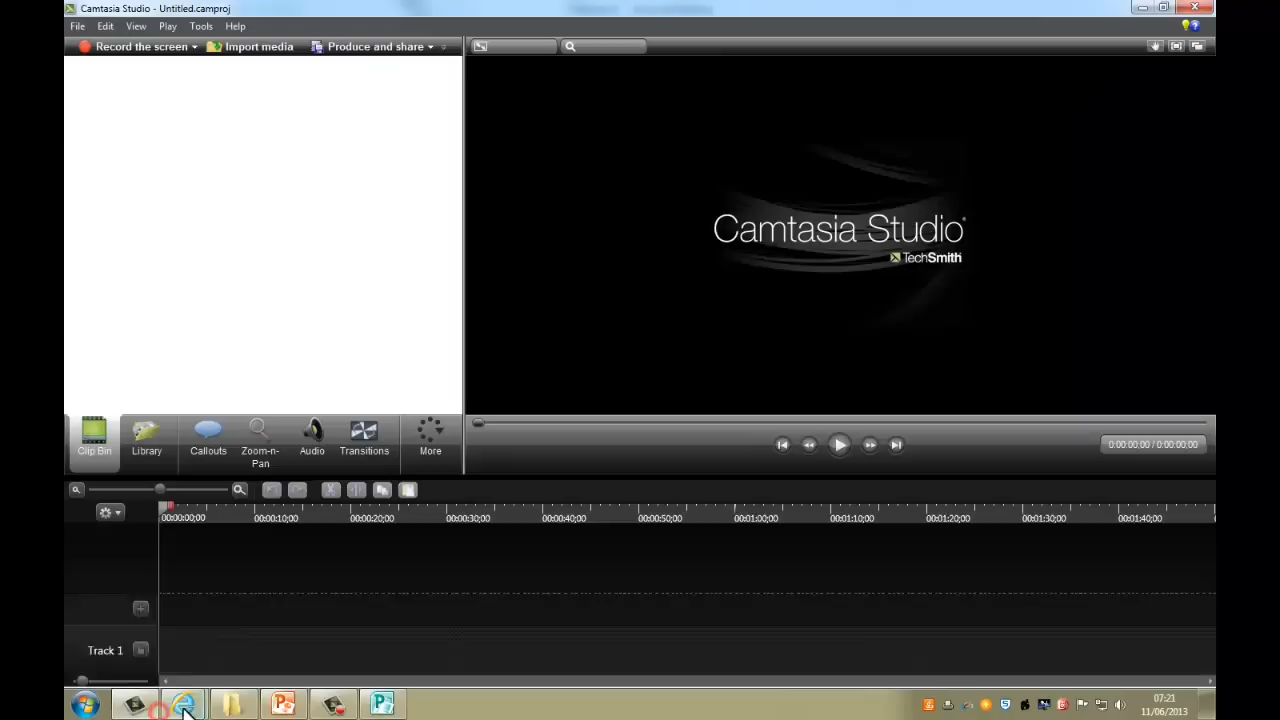 Camtasia Studio - Untitled.camproj
File Edit View Play Tools Help
Record the screen Import media Produce and share
Camtasia Studio
TechSmith
Clip Bin Library Callouts Zoom-n-Pan Audio Transitions More
0:00:00;00 / 0:00:00;00
00:00:00;00 00:00:10;00 00:00:20;00 00:00:30;00 00:00:40;00 00:00:50;00 00:01:00;00 00:01:10;00 00:01:20;00 00:01:30;00 00:01:40;00
Track 1
07:21
11/06/2013